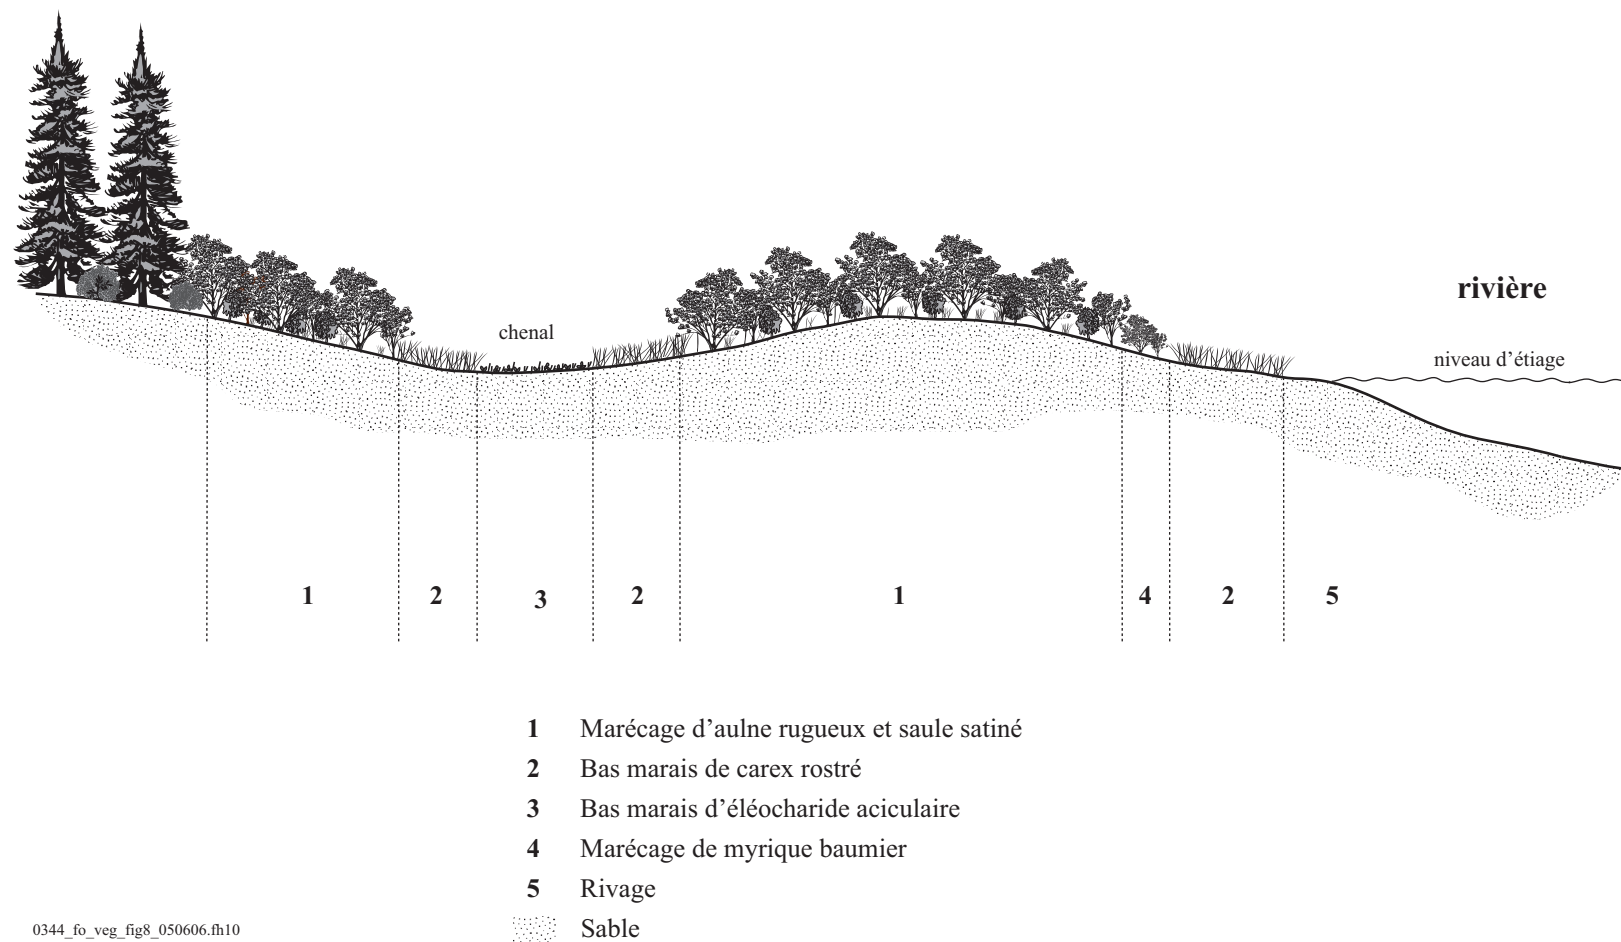 rivière
chenal
niveau d’étiage
1 2 3 2 1 4 2 5
1 Marécage d’aulne rugueux et saule satiné
2 Bas marais de carex rostré
3 Bas marais d’éléocharide aciculaire
4 Marécage de myrique baumier
5 Rivage
Sable
0344_fo_veg_fig8_050606.fh10